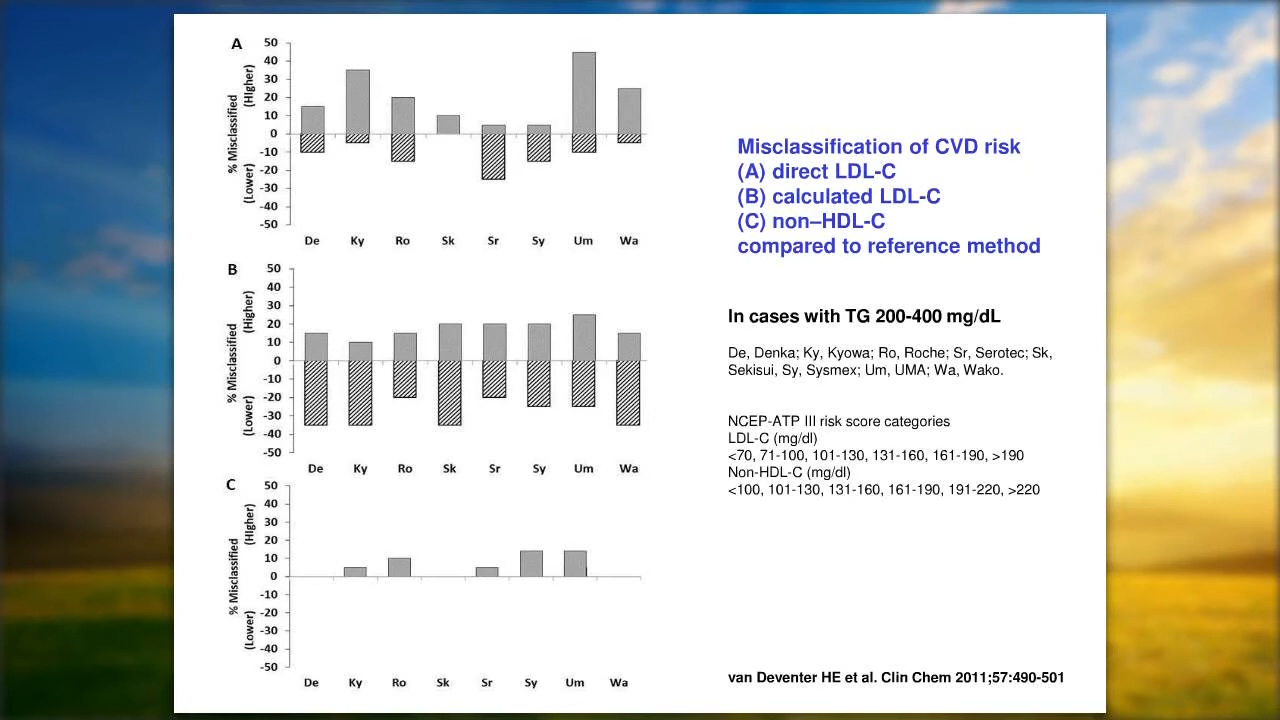 A
50
40
30
20
10
0
-10
-20
-30
-40
-50
% Misclassified
(Lower) (HIgher)
De Ky Ro Sk Sr Sy Um Wa
B
50
40
30
20
10
0
-10
-20
-30
-40
-50
% Misclassified
(Lower) (Higher)
De Ky Ro Sk Sr Sy Um Wa
C
50
40
30
20
10
0
-10
-20
-30
-40
-50
% Misclassified
(Lower) (HIgher)
De Ky Ro Sk Sr Sy Um Wa
Misclassification of CVD risk
(A) direct LDL-C
(B) calculated LDL-C
(C) non–HDL-C
compared to reference method
In cases with TG 200-400 mg/dL
De, Denka; Ky, Kyowa; Ro, Roche; Sr, Serotec; Sk,
Sekisui, Sy, Sysmex; Um, UMA; Wa, Wako.
NCEP-ATP III risk score categories
LDL-C (mg/dl)
<70, 71-100, 101-130, 131-160, 161-190, >190
Non-HDL-C (mg/dl)
<100, 101-130, 131-160, 161-190, 191-220, >220
van Deventer HE et al. Clin Chem 2011;57:490-501